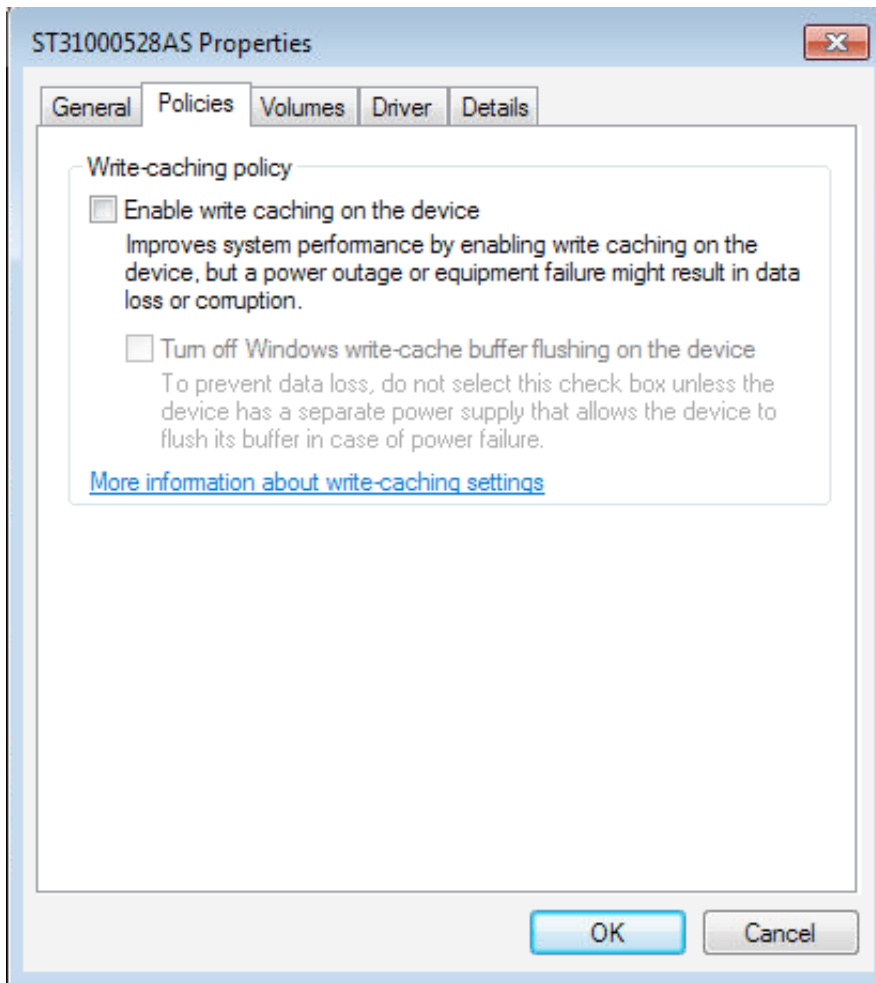 ST31000528AS Properties
General Policies Volumes Driver Details
Write-caching policy
Enable write caching on the device
Improves system performance by enabling write caching on the
device, but a power outage or equipment failure might result in data
loss or corruption.
Turn off Windows write-cache buffer flushing on the device
To prevent data loss, do not select this check box unless the
device has a separate power supply that allows the device to
flush its buffer in case of power failure.
More information about write-caching settings
OK Cancel